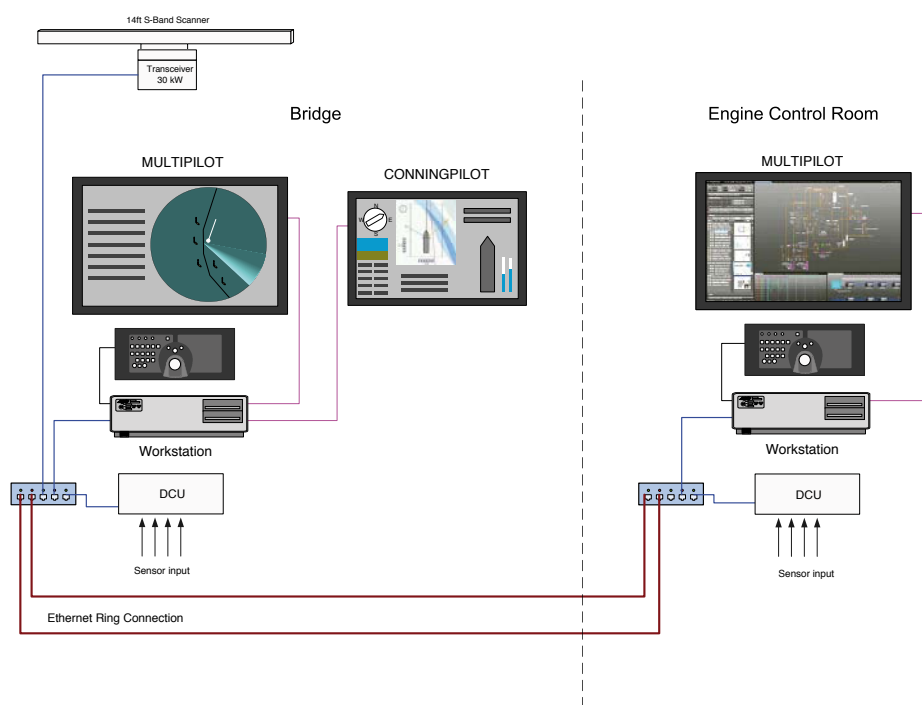 14ft S-Band Scanner
Transceiver
30 kW
Bridge
Engine Control Room
MULTIPILOT
CONNINGPILOT
MULTIPILOT
N
W
E
S
Workstation
Workstation
DCU
DCU
Sensor input
Sensor input
Ethernet Ring Connection